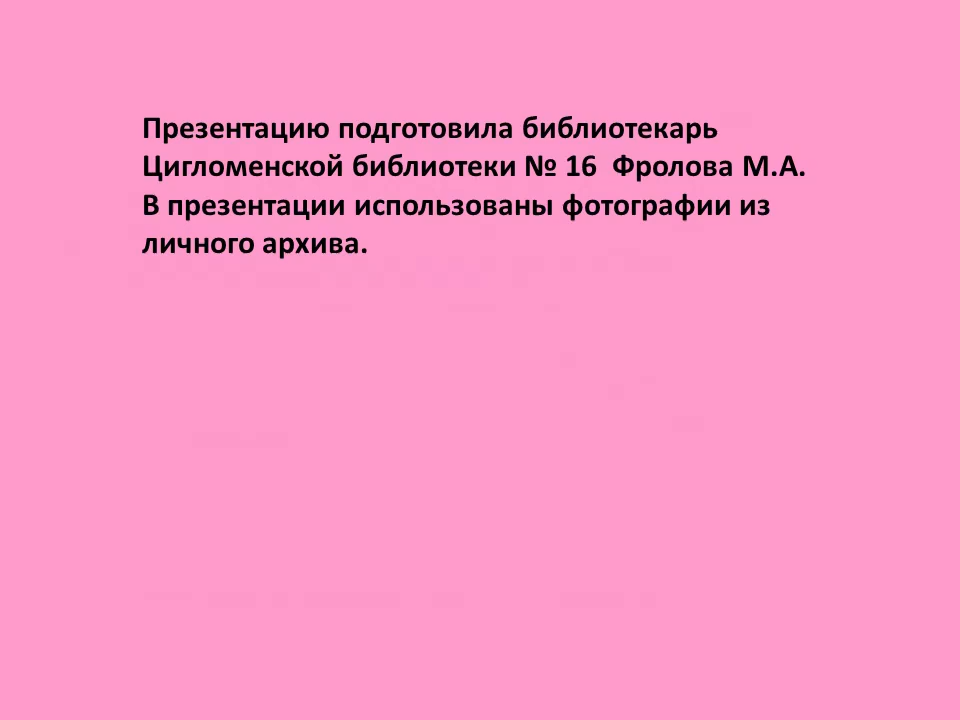 Презентацию подготовила библиотекарь
Цигломенской библиотеки № 16  Фролова М.А.
В презентации использованы фотографии из
личного архива.